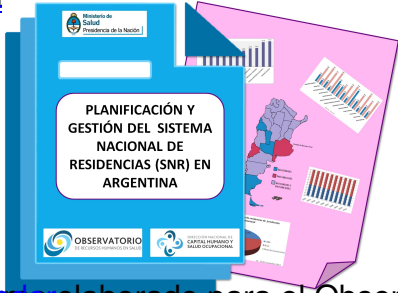 Ministerio de
Salud
Presidencia de la Nación
PLANIFICACIÓN Y
GESTIÓN DEL SISTEMA
NACIONAL DE
RESIDENCIAS (SNR) EN
ARGENTINA
OBSERVATORIO
DE RECURSOS HUMANOS EN SALUD
DIRECCIÓN NACIONAL DE
CAPITAL HUMANO Y
SALUD OCUPACIONAL
elaborado para el Obser